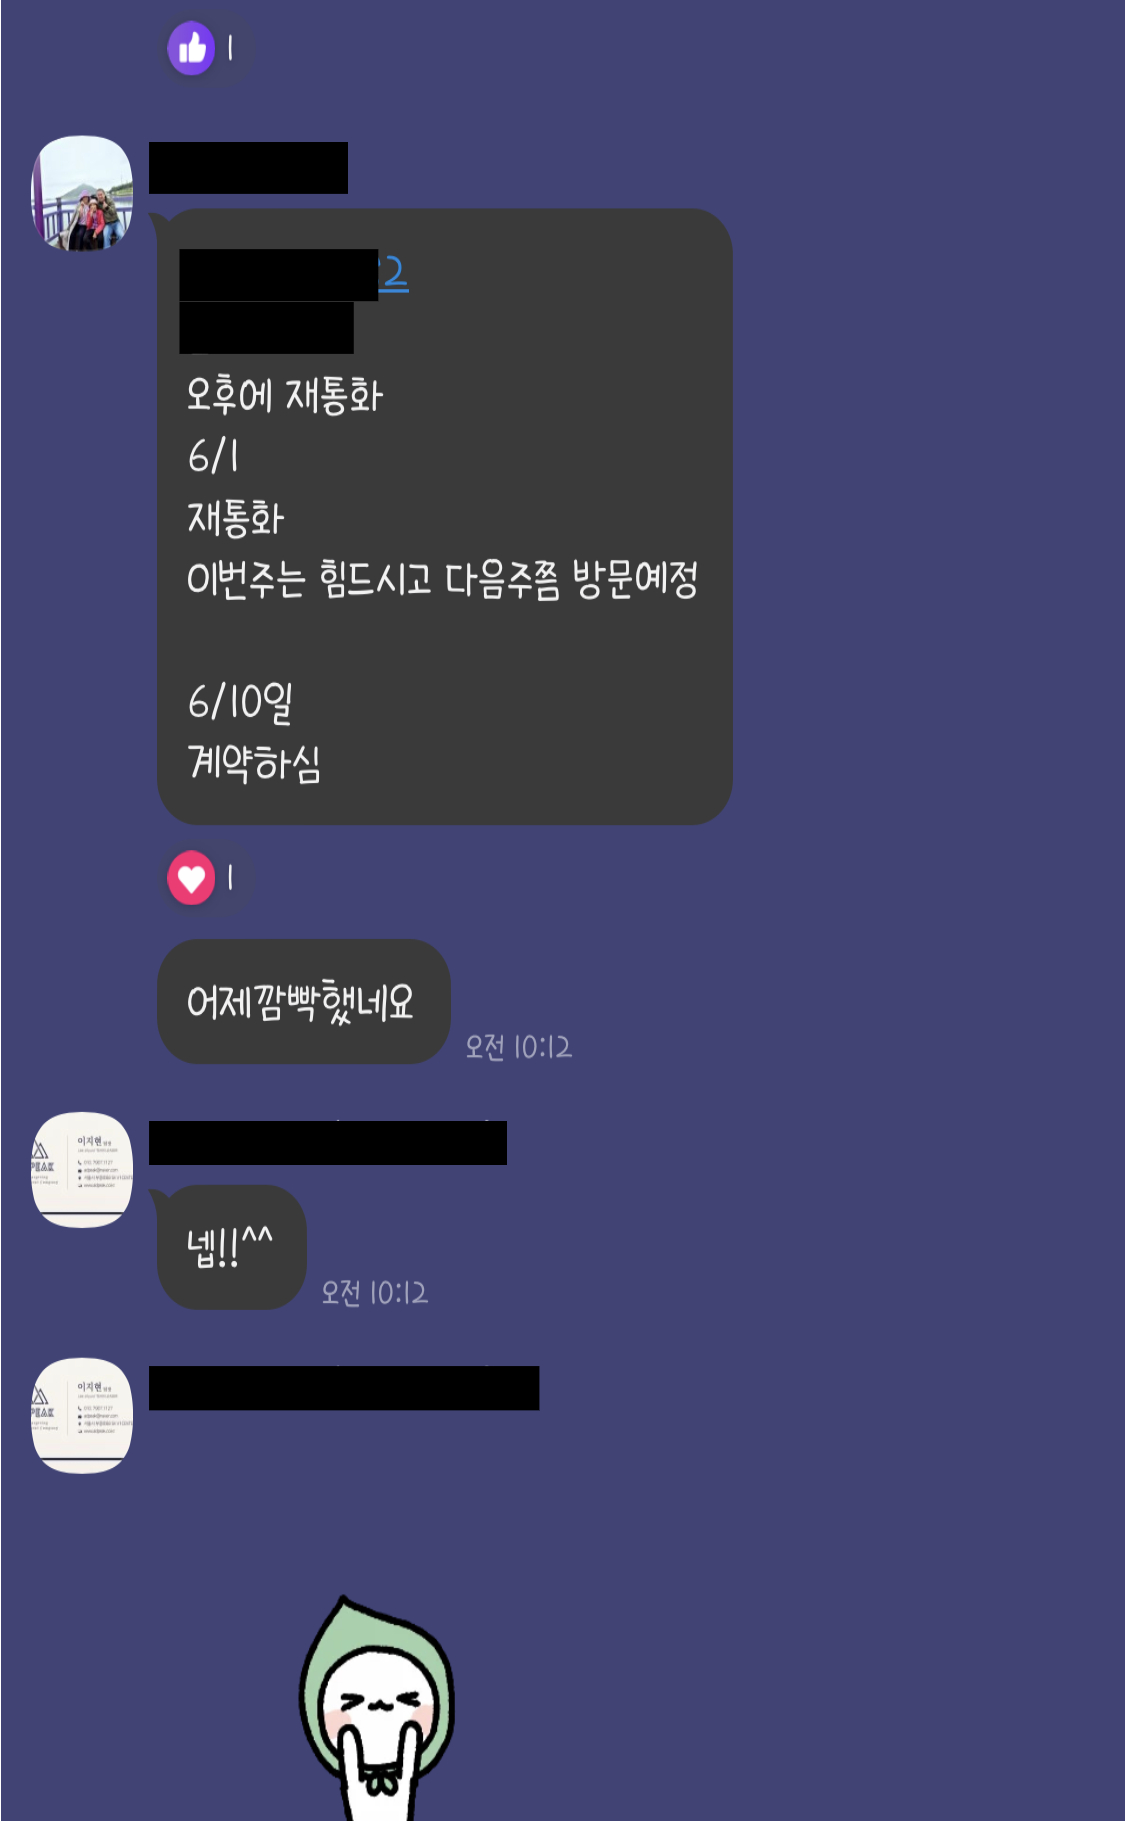 1
2
오후에 재통화
6/1
재통화
이번주는 힘드시고 다음주쯤 방문예정
6/10일
계약하심
1
어제깜빡했네요
오전 10:12
이지현
PEAK
넵!!^^
오전 10:12
이지현
PEAK